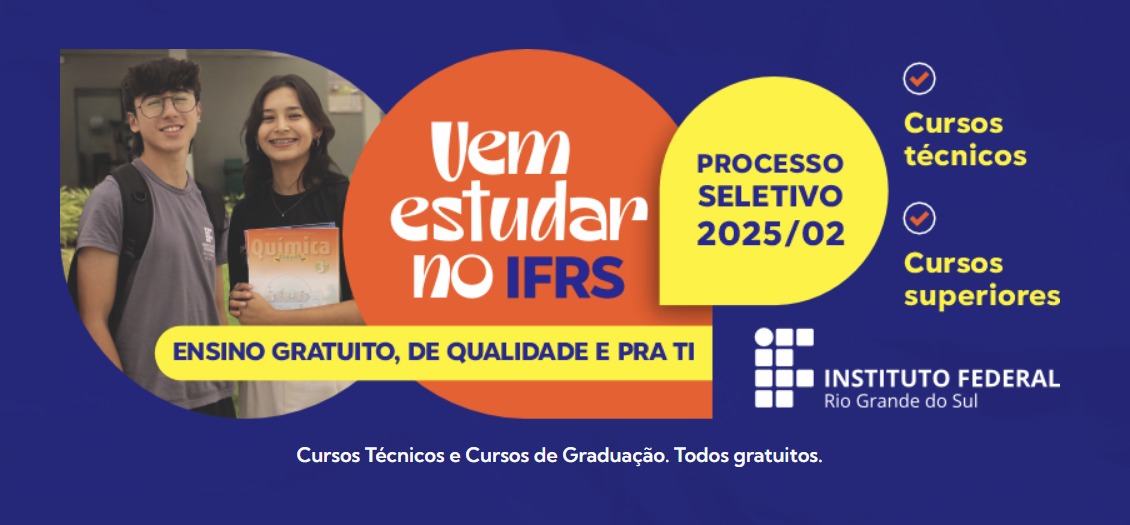 Química
3
Vem
estudar
no IFRS
ENSINO GRATUITO, DE QUALIDADE E PRA TI
PROCESSO
SELETIVO
2025/02
Cursos
técnicos
Cursos
superiores
INSTITUTO FEDERAL
Rio Grande do Sul
Cursos Técnicos e Cursos de Graduação. Todos gratuitos.